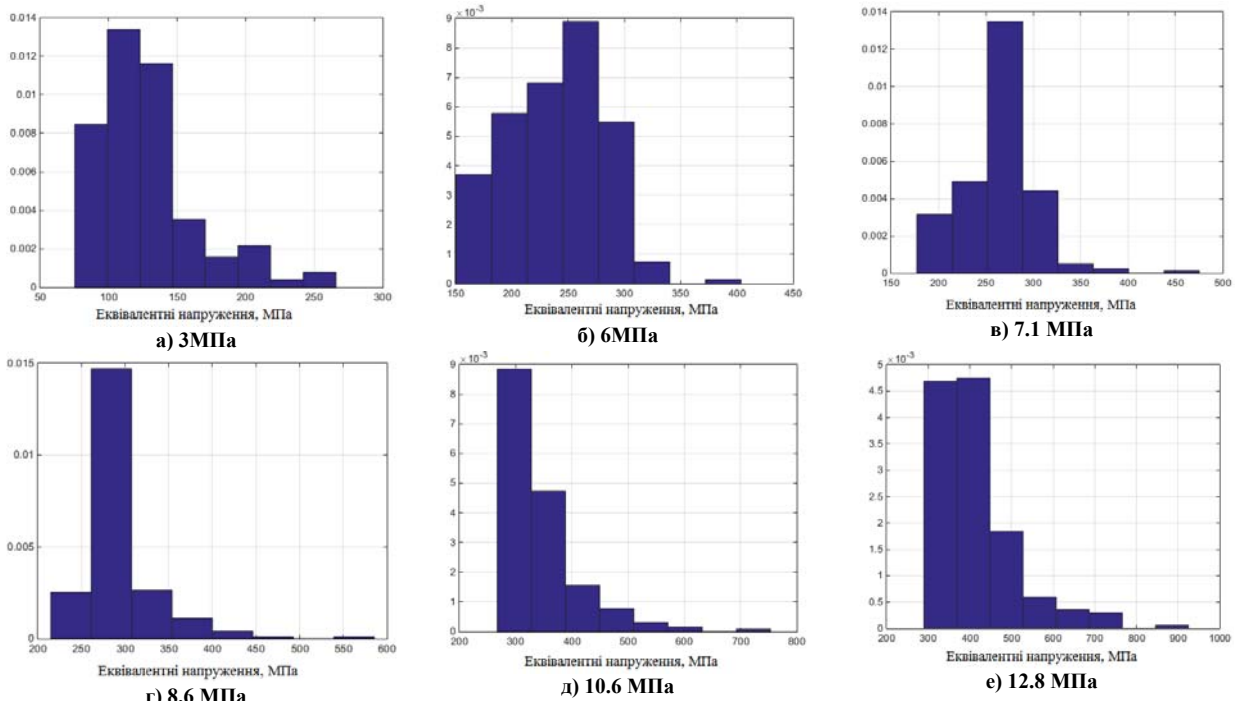 0.014
0.012
0.01
0.008
0.006
0.004
0.002
0
50 100 150 200 250 300
Еквівалентні напруження, МПа
а) 3МПа
9 ×10⁻³
8
7
6
5
4
3
2
1
0
150 200 250 300 350 400 450
Еквівалентні напруження, МПа
б) 6МПа
0.014
0.012
0.01
0.008
0.006
0.004
0.002
0
150 200 250 300 350 400 450 500
Еквівалентні напруження, МПа
в) 7.1 МПа
0.015
0.01
0.005
0
200 250 300 350 400 450 500 550 600
Еквівалентні напруження, МПа
г) 8.6 МПа
9 ×10⁻³
8
7
6
5
4
3
2
1
0
200 300 400 500 600 700 800
Еквівалентні напруження, МПа
д) 10.6 МПа
5 ×10⁻³
4.5
4
3.5
3
2.5
2
1.5
1
0.5
0
200 300 400 500 600 700 800 900 1000
Еквівалентні напруження, МПа
е) 12.8 МПа